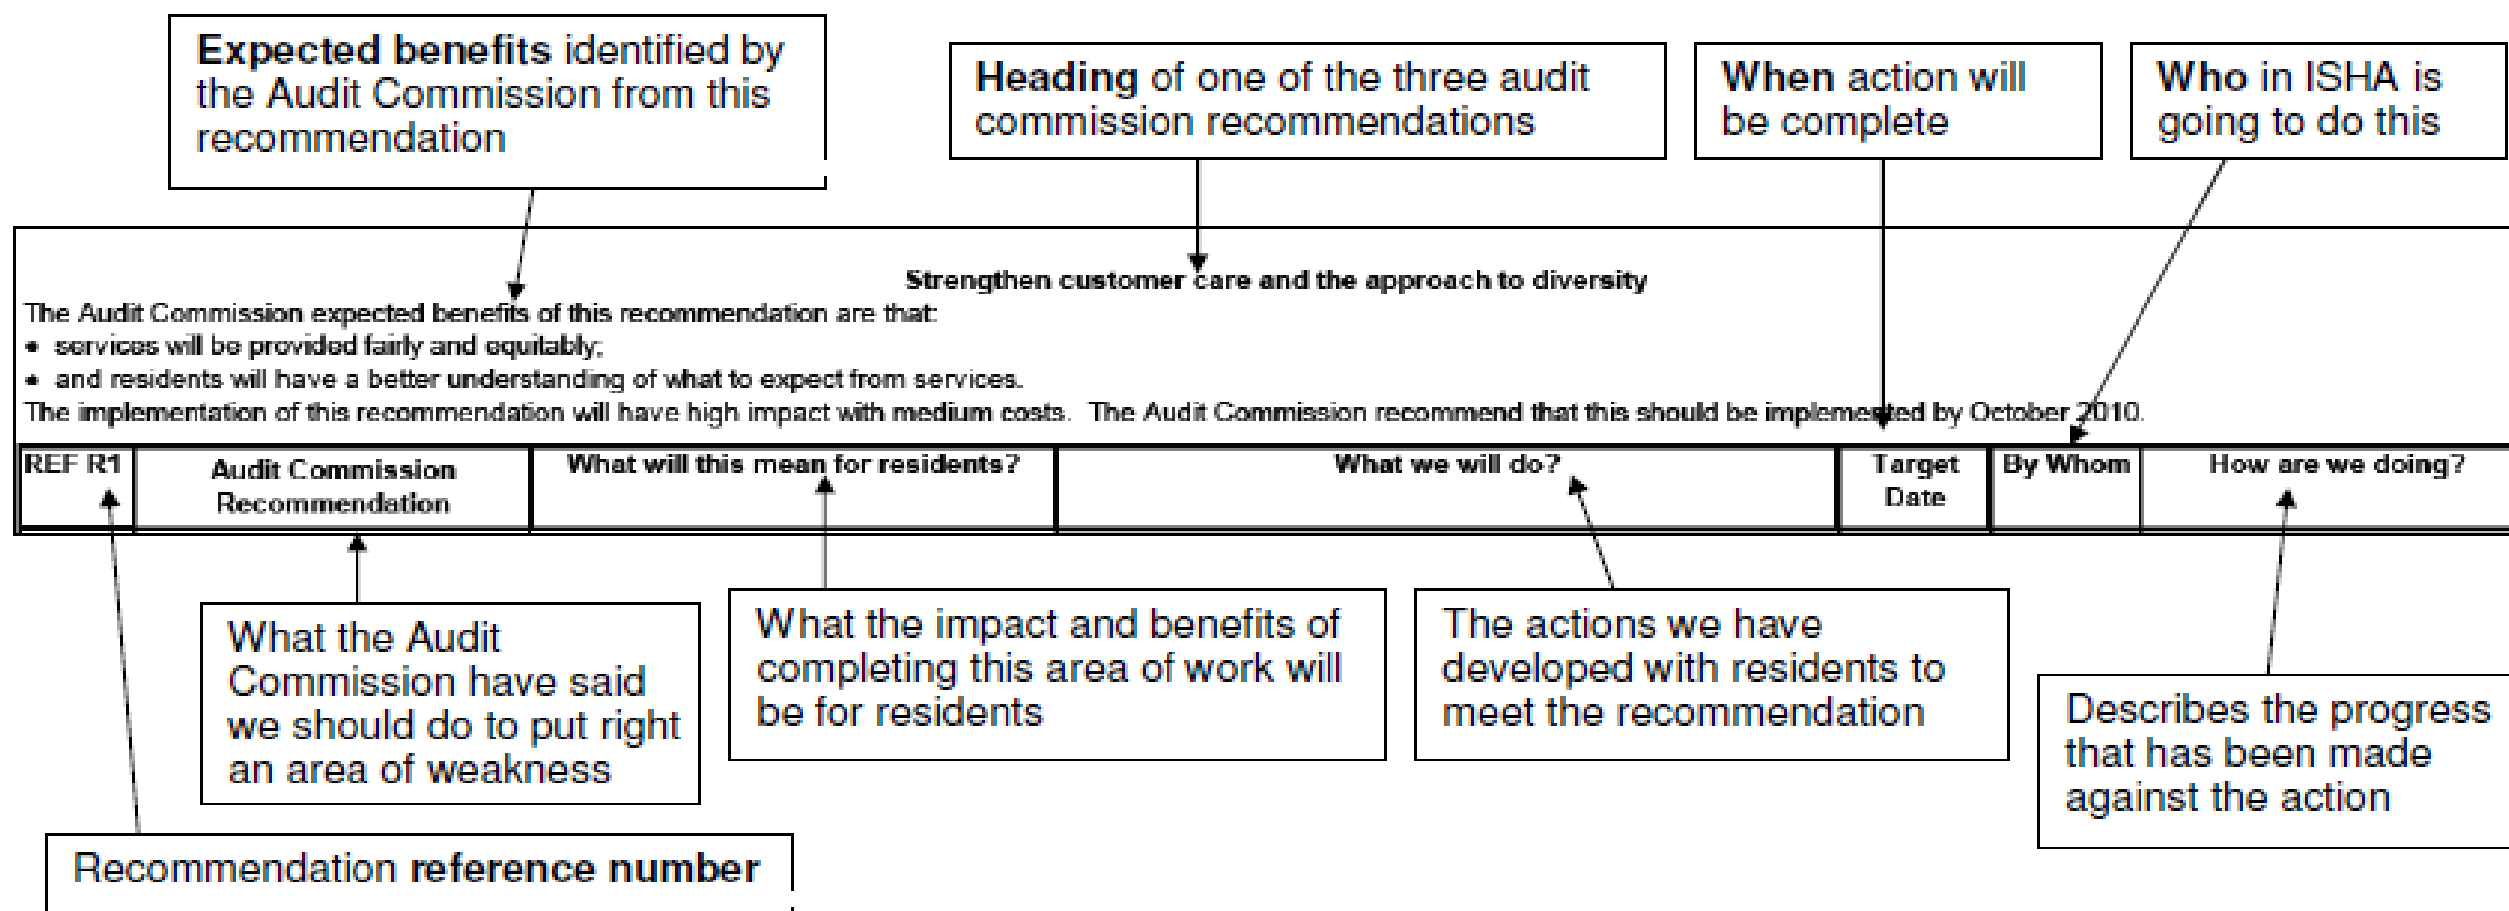 Expected benefits identified by
the Audit Commission from this
recommendation
Heading of one of the three audit
commission recommendations
When action will
be complete
Who in ISHA is
going to do this
Strengthen customer care and the approach to diversity
The Audit Commission expected benefits of this recommendation are that:
• services will be provided fairly and equitably;
• and residents will have a better understanding of what to expect from services.
The implementation of this recommendation will have high impact with medium costs. The Audit Commission recommend that this should be implemented by October 2010.
REF R1
Audit Commission
Recommendation
What will this mean for residents?
What we will do?
Target
Date
By Whom
How are we doing?
What the Audit
Commission have said
we should do to put right
an area of weakness
What the impact and benefits of
completing this area of work will
be for residents
The actions we have
developed with residents to
meet the recommendation
Describes the progress
that has been made
against the action
Recommendation reference number